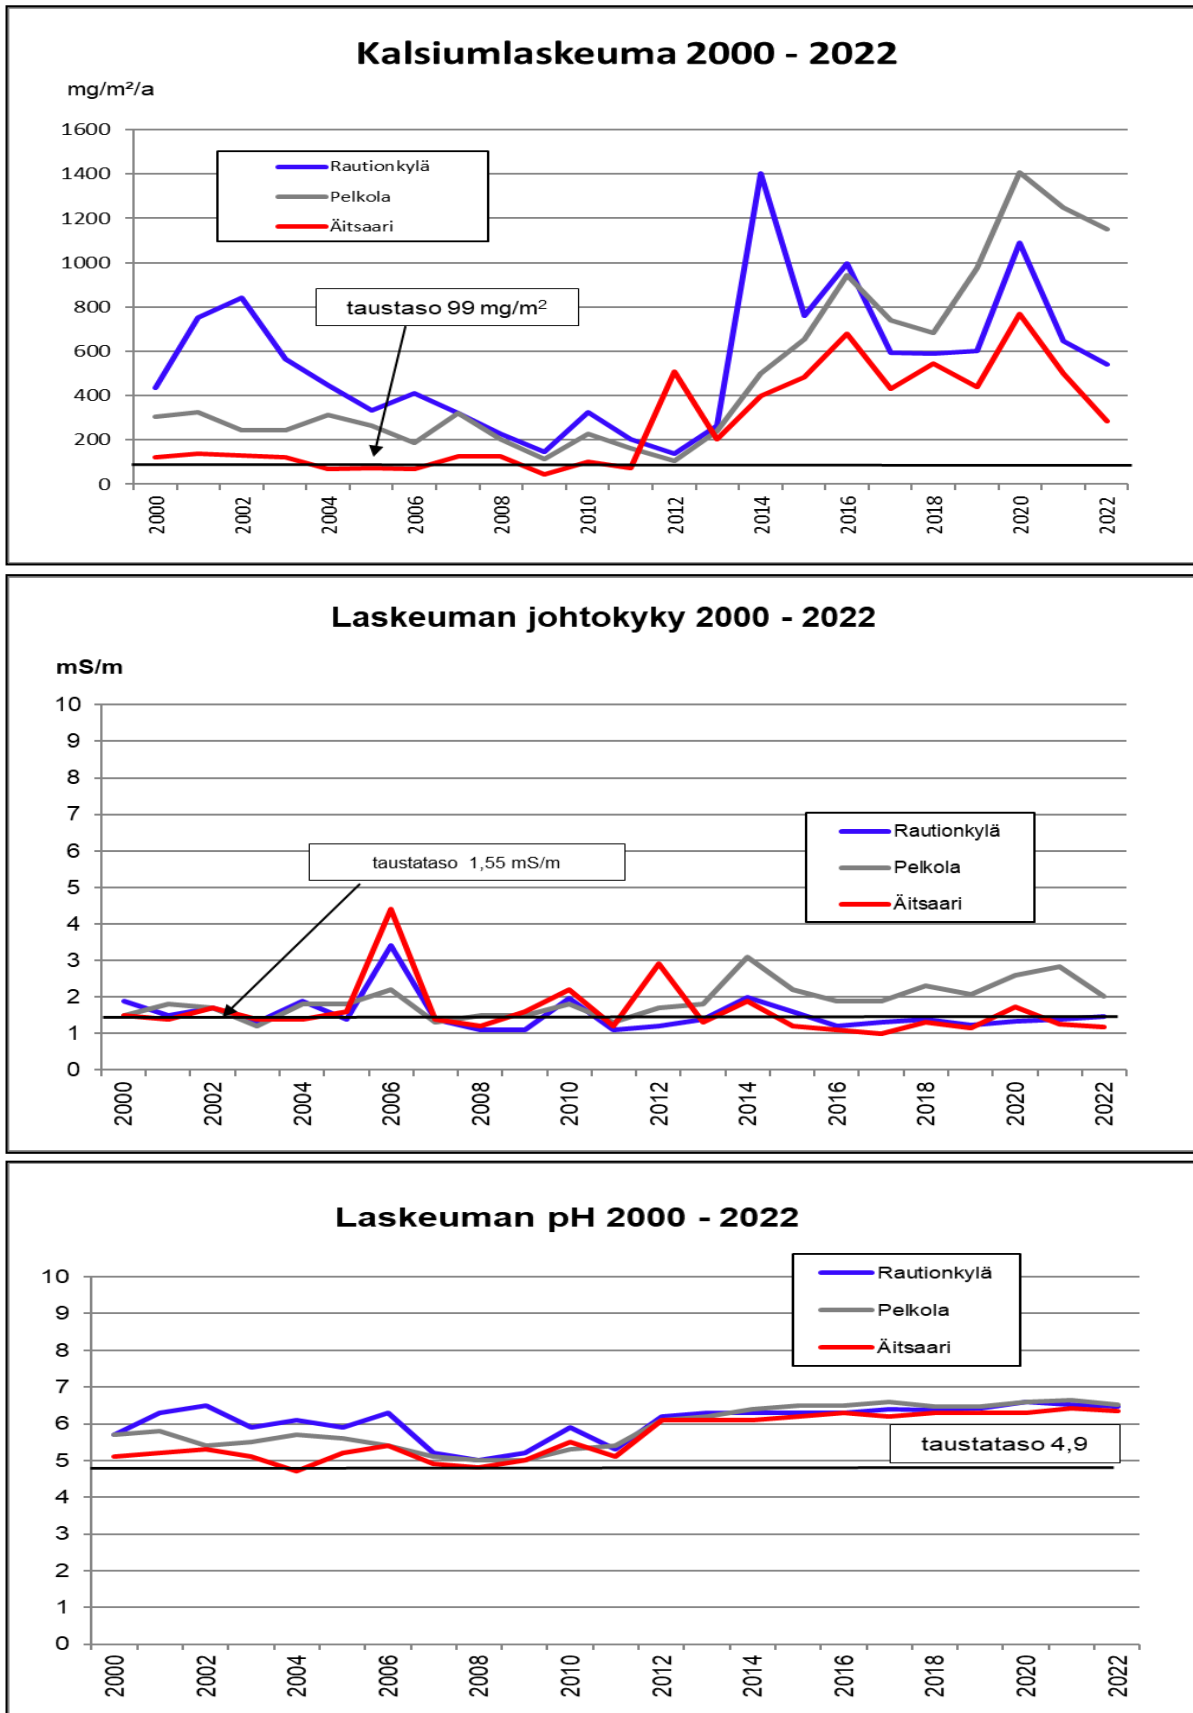 Kalsiumlaskeuma 2000 - 2022
mg/m²/a
1600
1400
1200
1000
800
600
400
200
0
Rautionkylä
Pelkola
Äitsaari
taustaso 99 mg/m²
2000 2002 2004 2006 2008 2010 2012 2014 2016 2018 2020 2022
Laskeuman johtokyky 2000 - 2022
mS/m
10
9
8
7
6
5
4
3
2
1
0
Rautionkylä
Pelkola
Äitsaari
taustataso 1,55 mS/m
2000 2002 2004 2006 2008 2010 2012 2014 2016 2018 2020 2022
Laskeuman pH 2000 - 2022
10
9
8
7
6
5
4
3
2
1
0
Rautionkylä
Pelkola
Äitsaari
taustataso 4,9
2000 2002 2004 2006 2008 2010 2012 2014 2016 2018 2020 2022